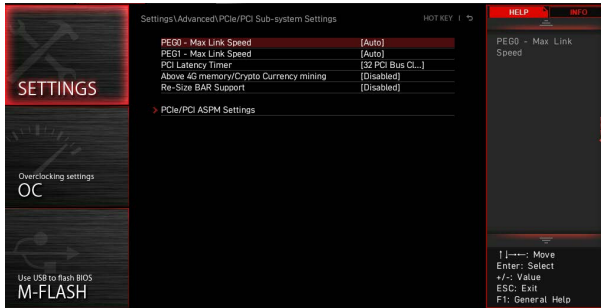 Settings\Advanced\PCIe/PCI Sub-system Settings
HOT KEY
HELP
INFO
PEG0 - Max Link Speed [Auto]
PEG1 - Max Link Speed [Auto]
PCI Latency Timer [32 PCI Bus Cl...]
Above 4G memory/Crypto Currency mining [Disabled]
Re-Size BAR Support [Disabled]
> PCIe/PCI ASPM Settings
PEG0 - Max Link
Speed
SETTINGS
Overclocking settings
OC
Use USB to flash BIOS
M-FLASH
↑↓→←: Move
Enter: Select
+/-: Value
ESC: Exit
F1: General Help